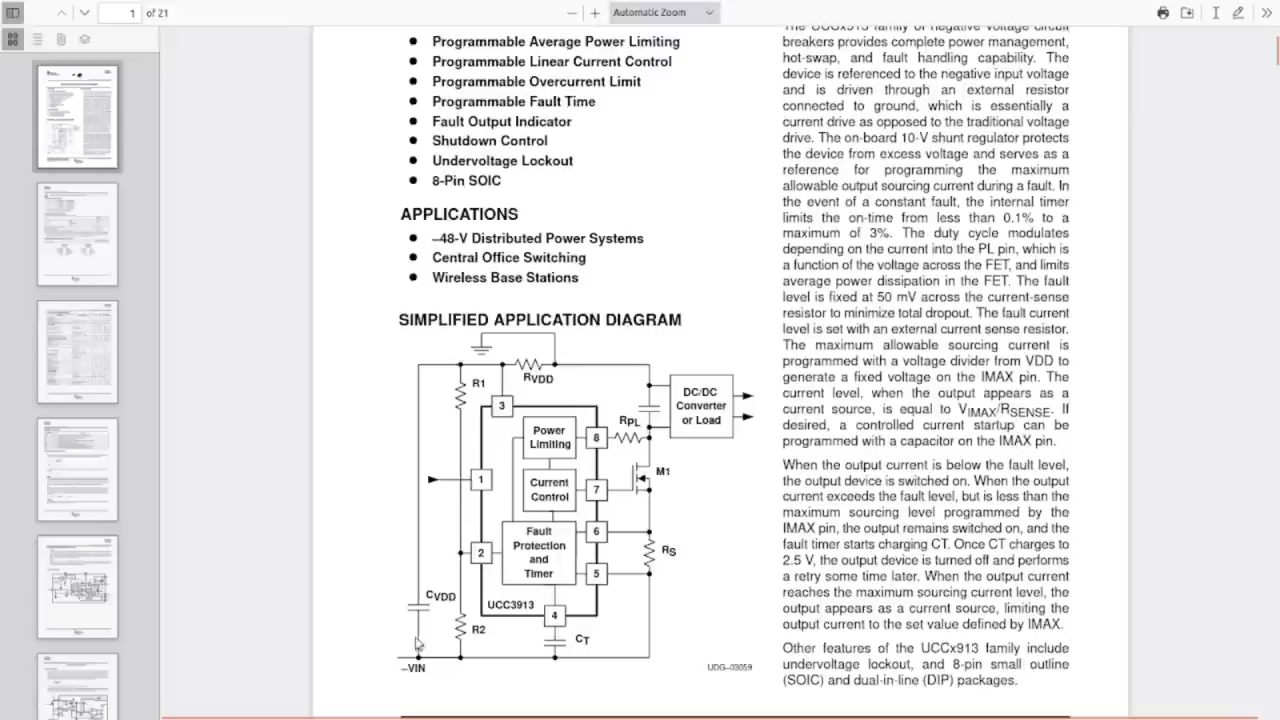 1 of 21
Automatic Zoom
Programmable Average Power Limiting
Programmable Linear Current Control
Programmable Overcurrent Limit
Programmable Fault Time
Fault Output Indicator
Shutdown Control
Undervoltage Lockout
8-Pin SOIC
APPLICATIONS
–48-V Distributed Power Systems
Central Office Switching
Wireless Base Stations
SIMPLIFIED APPLICATION DIAGRAM
R1
RVDD
3
DC/DC
Converter
or Load
Power
Limiting
8
RPL
1
Current
Control
7
M1
Fault
Protection
and
Timer
2
6
5
RS
CVDD
UCC3913
4
R2
CT
–VIN
UDG–03059
The UCCx913 family of negative voltage circuit
breakers provides complete power management,
hot-swap, and fault handling capability. The
device is referenced to the negative input voltage
and is driven through an external resistor
connected to ground, which is essentially a
current drive as opposed to the traditional voltage
drive. The on-board 10-V shunt regulator protects
the device from excess voltage and serves as a
reference for programming the maximum
allowable output sourcing current during a fault. In
the event of a constant fault, the internal timer
limits the on-time from less than 0.1% to a
maximum of 3%. The duty cycle modulates
depending on the current into the PL pin, which is
a function of the voltage across the FET, and limits
average power dissipation in the FET. The fault
level is fixed at 50 mV across the current-sense
resistor to minimize total dropout. The fault current
level is set with an external current sense resistor.
The maximum allowable sourcing current is
programmed with a voltage divider from VDD to
generate a fixed voltage on the IMAX pin. The
current level, when the output appears as a
current source, is equal to VIMAX/RSENSE. If
desired, a controlled current startup can be
programmed with a capacitor on the IMAX pin.
When the output current is below the fault level,
the output device is switched on. When the output
current exceeds the fault level, but is less than the
maximum sourcing level programmed by the
IMAX pin, the output remains switched on, and the
fault timer starts charging CT. Once CT charges to
2.5 V, the output device is turned off and performs
a retry some time later. When the output current
reaches the maximum sourcing current level, the
output appears as a current source, limiting the
output current to the set value defined by IMAX.
Other features of the UCCx913 family include
undervoltage lockout, and 8-pin small outline
(SOIC) and dual-in-line (DIP) packages.